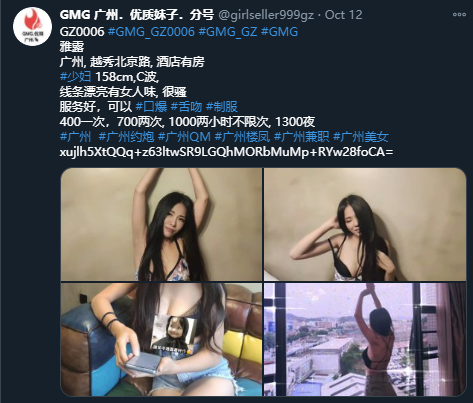 GMG 广州．优质妹子．分号 @girlseller999gz · Oct 12
GZ0006 #GMG_GZ0006 #GMG_GZ #GMG
雅露
广州, 越秀北京路, 酒店有房
#少妇 158cm,C波,
线条漂亮有女人味, 很骚
服务好，可以 #口爆 #舌吻 #制服
400一次，700两次, 1000两小时不限次, 1300夜
#广州 #广州约炮 #广州QM #广州楼凤 #广州兼职 #广州美女
xujlh5XtQQq+z63ltwSR9LGQhMORbMuMp+RYw28foCA=